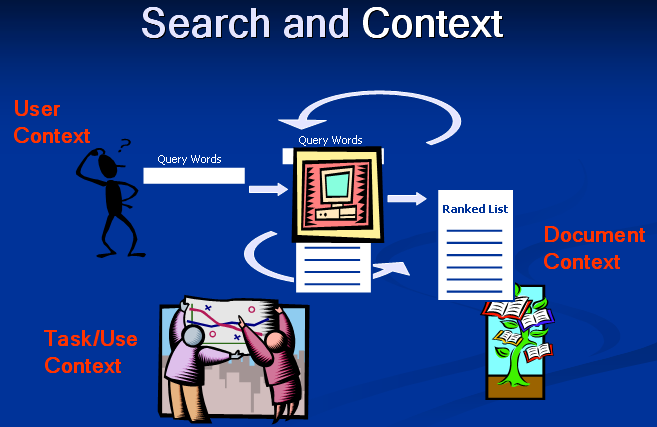 Search and Context
User
Context
Query Words
Query Words
Ranked List
Document
Context
Task/Use
Context